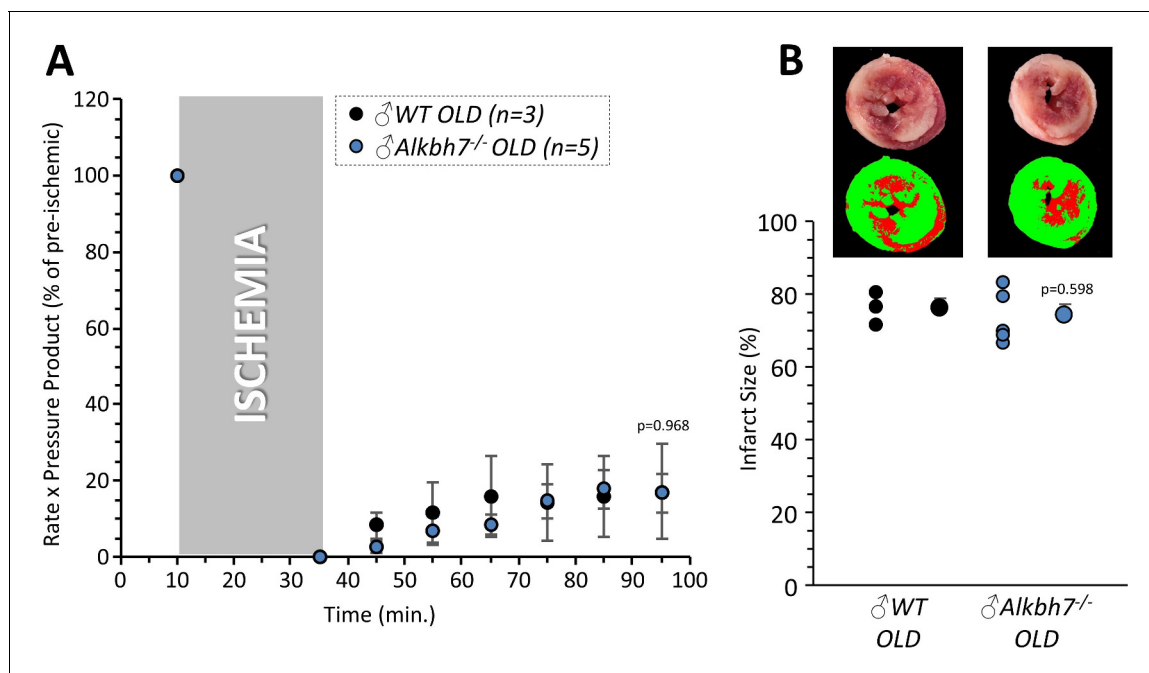 A
Rate x Pressure Product (% of pre-ischemic)
120
100
80
60
40
20
0
ISCHEMIA
♂WT OLD (n=3)
♂Alkbh7-/- OLD (n=5)
p=0.968
0 10 20 30 40 50 60 70 80 90 100
Time (min.)
B
Infarct Size (%)
100
80
60
40
20
0
p=0.598
♂WT
OLD
♂Alkbh7-/-
OLD